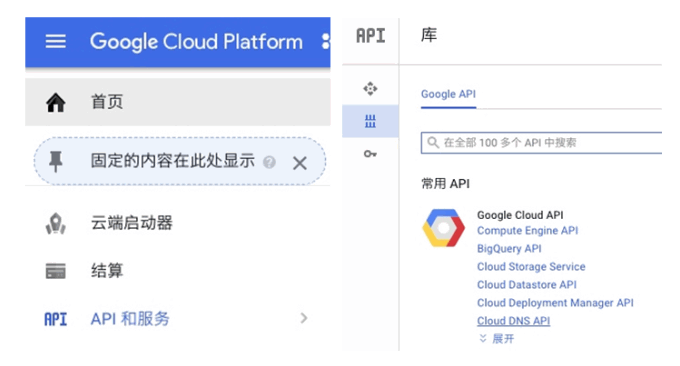 Google Cloud Platform
首页
固定的内容在此处显示
云端启动器
结算
API API 和服务
API 库
Google API
在全部 100 多个 API 中搜索
常用 API
Google Cloud API
Compute Engine API
BigQuery API
Cloud Storage Service
Cloud Datastore API
Cloud Deployment Manager API
Cloud DNS API
展开